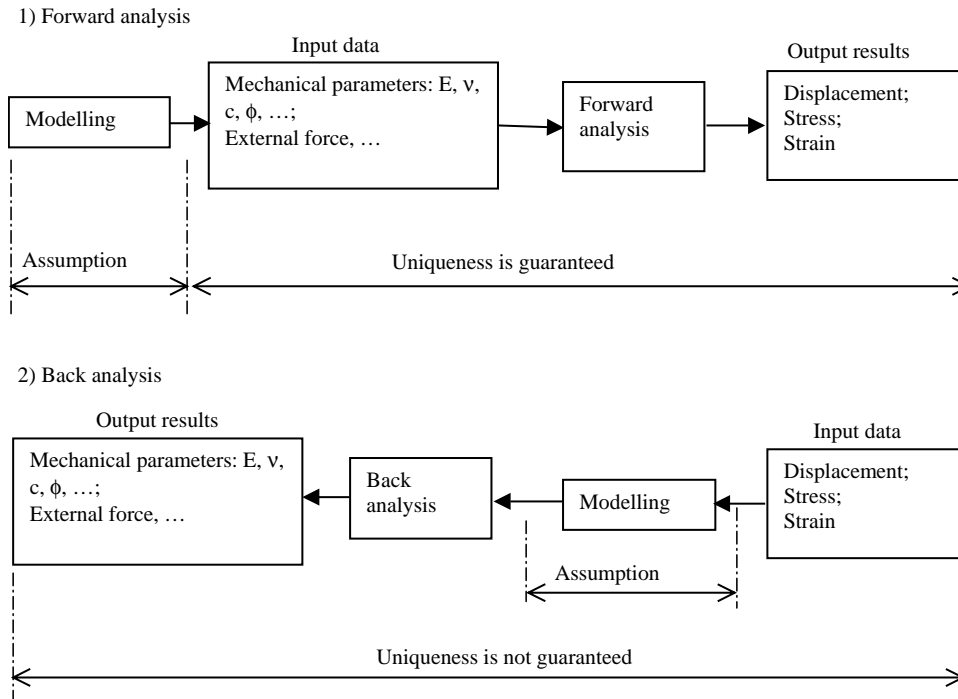 1) Forward analysis
Input data
Output results
Modelling
Mechanical parameters: E, ν,
c, ϕ, …;
External force, …
Forward
analysis
Displacement;
Stress;
Strain
Assumption
Uniqueness is guaranteed
2) Back analysis
Output results
Input data
Mechanical parameters: E, ν,
c, ϕ, …;
External force, …
Back
analysis
Modelling
Displacement;
Stress;
Strain
Assumption
Uniqueness is not guaranteed